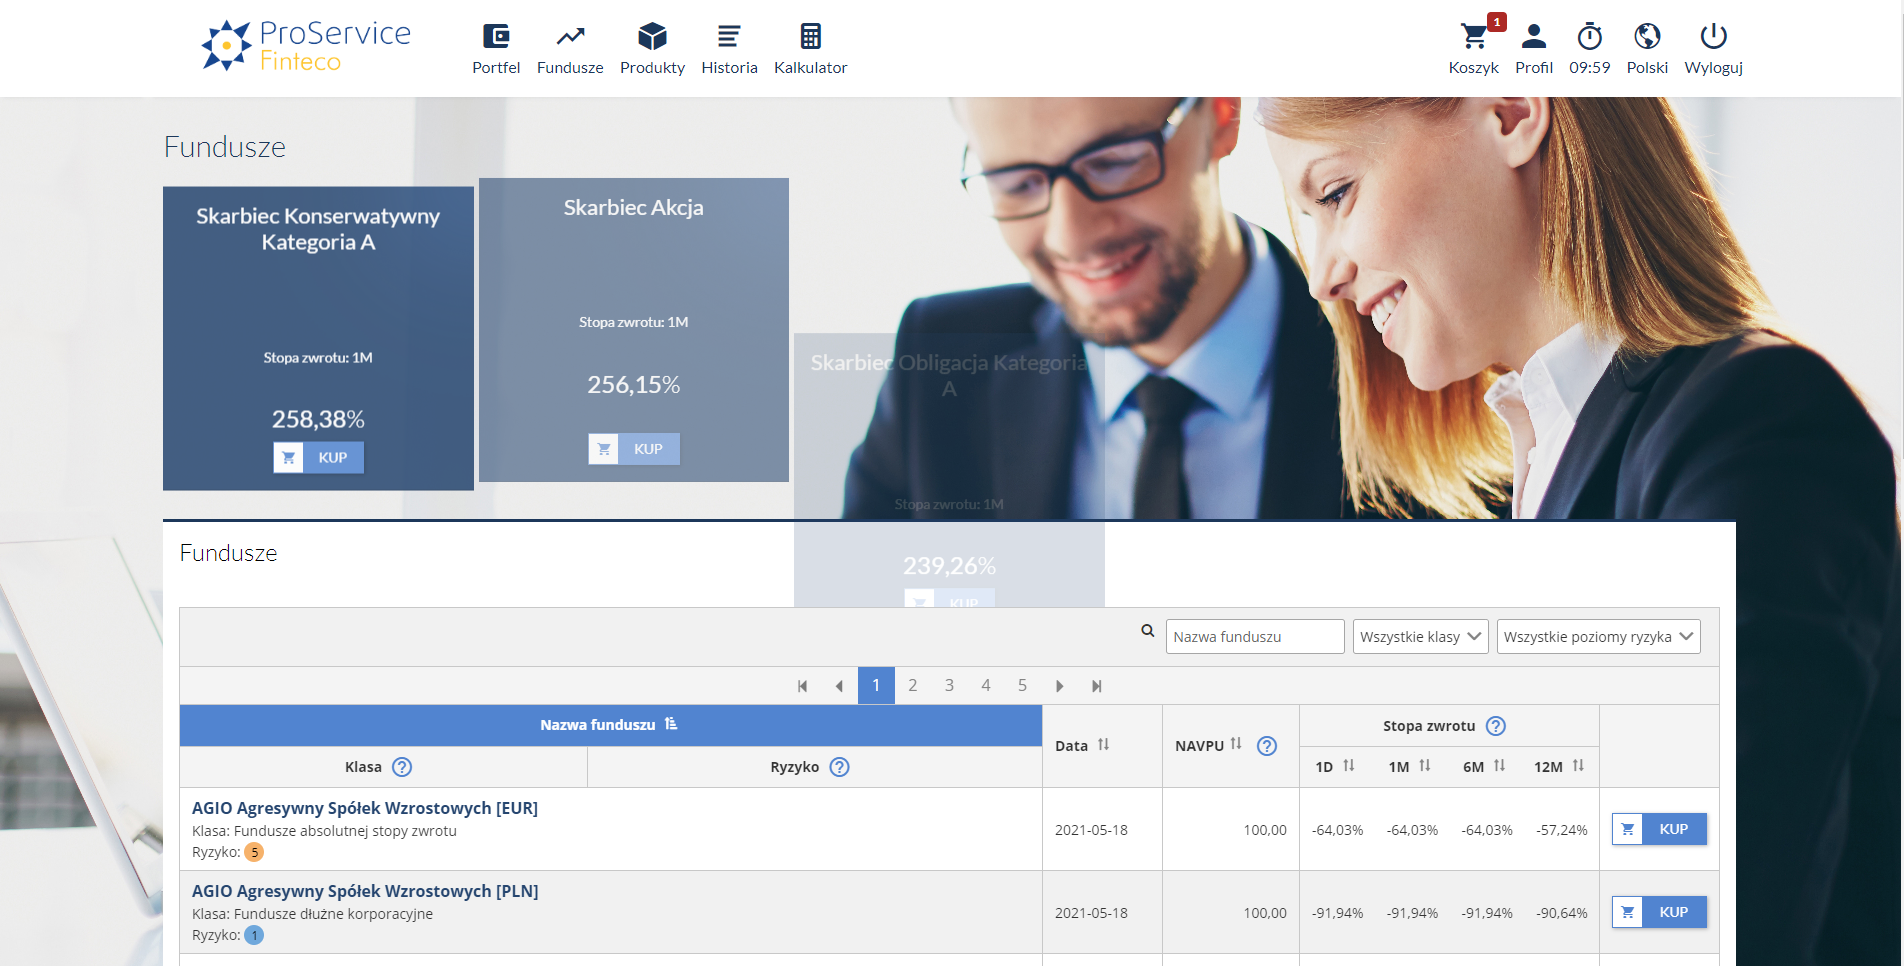 ProService
Finteco
Portfel
Fundusze
Produkty
Historia
Kalkulator
1
Koszyk
Profil
09:59
Polski
Wyloguj
Fundusze
Skarbiec Konserwatywny
Kategoria A
Stopa zwrotu: 1M
258,38%
KUP
Skarbiec Akcja
Stopa zwrotu: 1M
256,15%
KUP
Skarbiec Obligacja Kategoria
A
Stopa zwrotu: 1M
239,26%
KUP
Fundusze
Nazwa funduszu
Wszystkie klasy
Wszystkie poziomy ryzyka
1 2 3 4 5
Nazwa funduszu
Klasa ?
Ryzyko ?
Data
NAVPU ?
Stopa zwrotu ?
1D 1M 6M 12M
AGIO Agresywny Spółek Wzrostowych [EUR]
Klasa: Fundusze absolutnej stopy zwrotu
Ryzyko: 5
2021-05-18
100,00
-64,03% -64,03% -64,03% -57,24%
KUP
AGIO Agresywny Spółek Wzrostowych [PLN]
Klasa: Fundusze dłużne korporacyjne
Ryzyko: 1
2021-05-18
100,00
-91,94% -91,94% -91,94% -90,64%
KUP